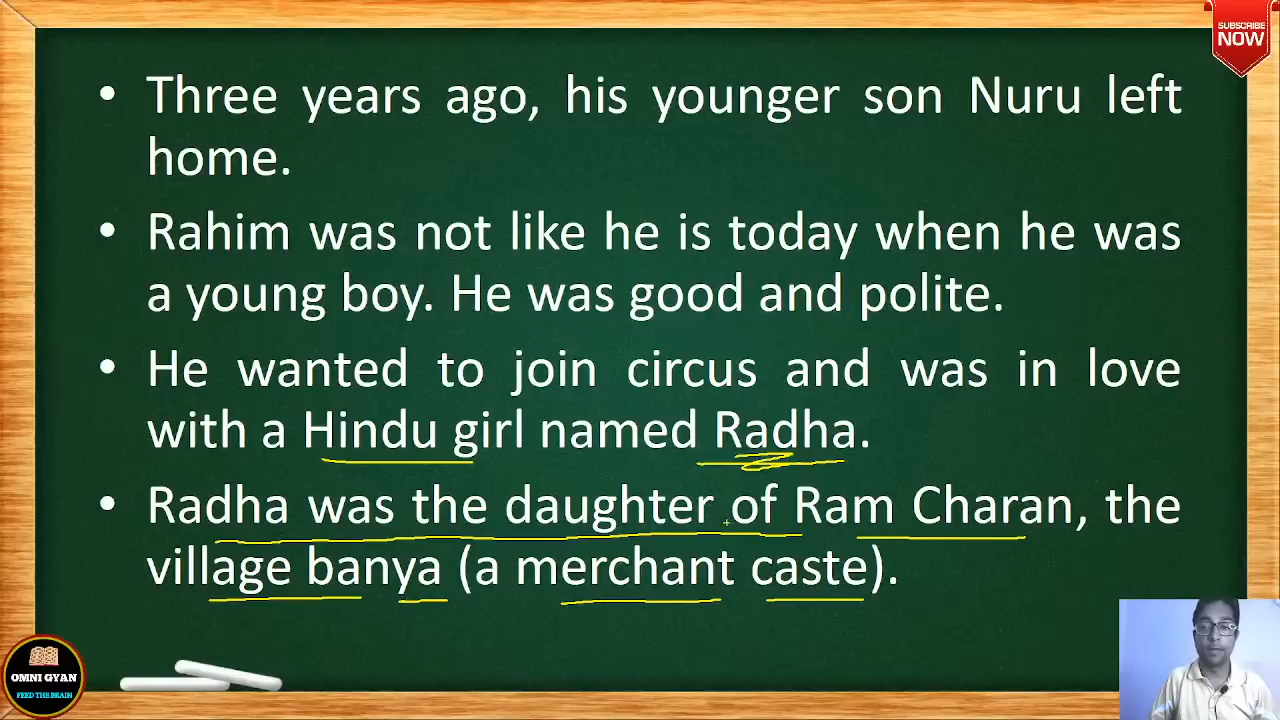 SUBSCRIBE
NOW
• Three years ago, his younger son Nuru left
home.
• Rahim was not like he is today when he was
a young boy. He was good and polite.
• He wanted to join circus and was in love
with a Hindu girl named Radha.
• Radha was the daughter of Ram Charan, the
village banya (a merchant caste).
OMNI GYAN
FEED THE BRAIN